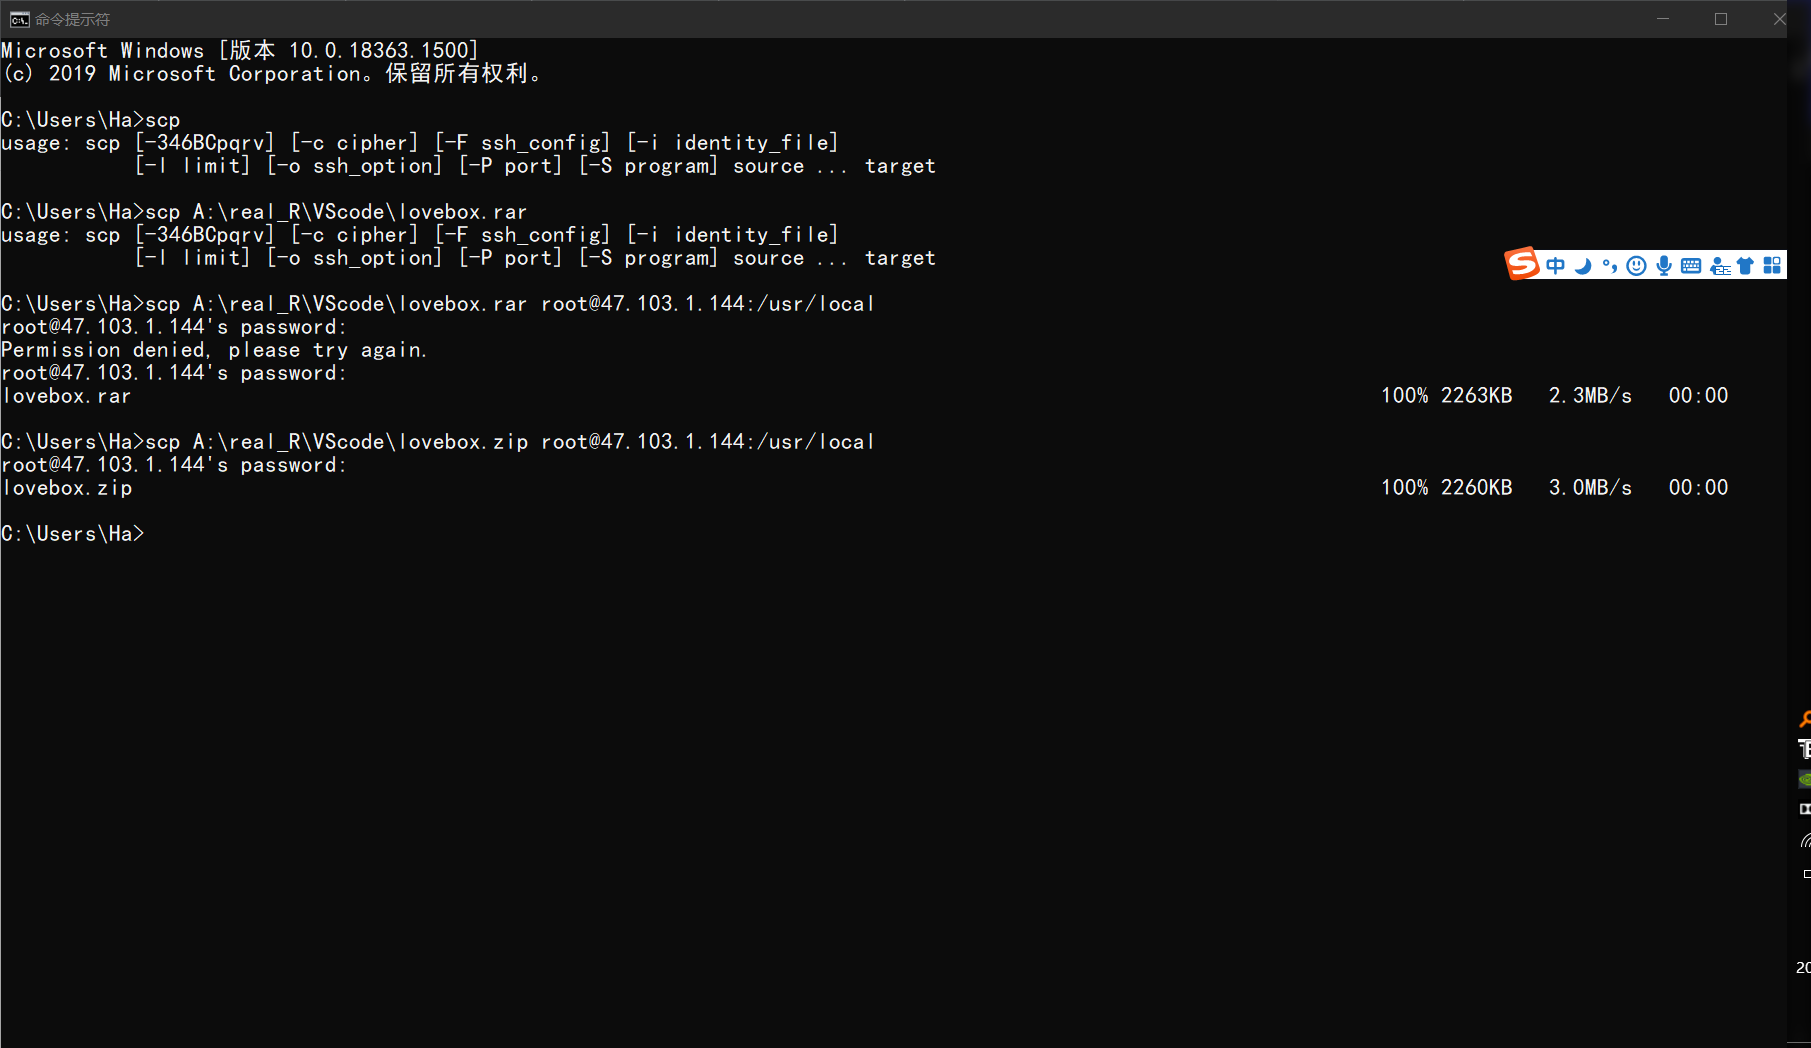 命令提示符
Microsoft Windows [版本 10.0.18363.1500]
(c) 2019 Microsoft Corporation。保留所有权利。
C:\Users\Ha>scp
usage: scp [-346BCpqrv] [-c cipher] [-F ssh_config] [-i identity_file]
[-l limit] [-o ssh_option] [-P port] [-S program] source ... target
C:\Users\Ha>scp A:\real_R\VScode\lovebox.rar
usage: scp [-346BCpqrv] [-c cipher] [-F ssh_config] [-i identity_file]
[-l limit] [-o ssh_option] [-P port] [-S program] source ... target
中
C:\Users\Ha>scp A:\real_R\VScode\lovebox.rar root@47.103.1.144:/usr/local
root@47.103.1.144's password:
Permission denied, please try again.
root@47.103.1.144's password:
lovebox.rar 100% 2263KB 2.3MB/s 00:00
C:\Users\Ha>scp A:\real_R\VScode\lovebox.zip root@47.103.1.144:/usr/local
root@47.103.1.144's password:
lovebox.zip 100% 2260KB 3.0MB/s 00:00
C:\Users\Ha>
20